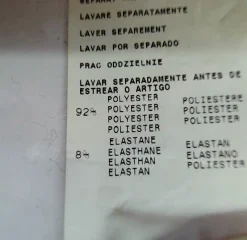 LAVARE SEPARATAMENTE
LAVER SEPAREMENT
LAVAR POR SEPARADO
PRAC ODDZIELNIE
LAVAR SEPARADAMENTE ANTES DE
ESTREAR O ARTIGO
POLYESTER POLIESTERE
92% POLYESTER POLIESTER
POLYESTER POLIESTER
POLIESTER
ELASTANE ELASTAN
8% ELASTHANE ELASTANO
ELASTHAN POLIESTER
ELASTAN